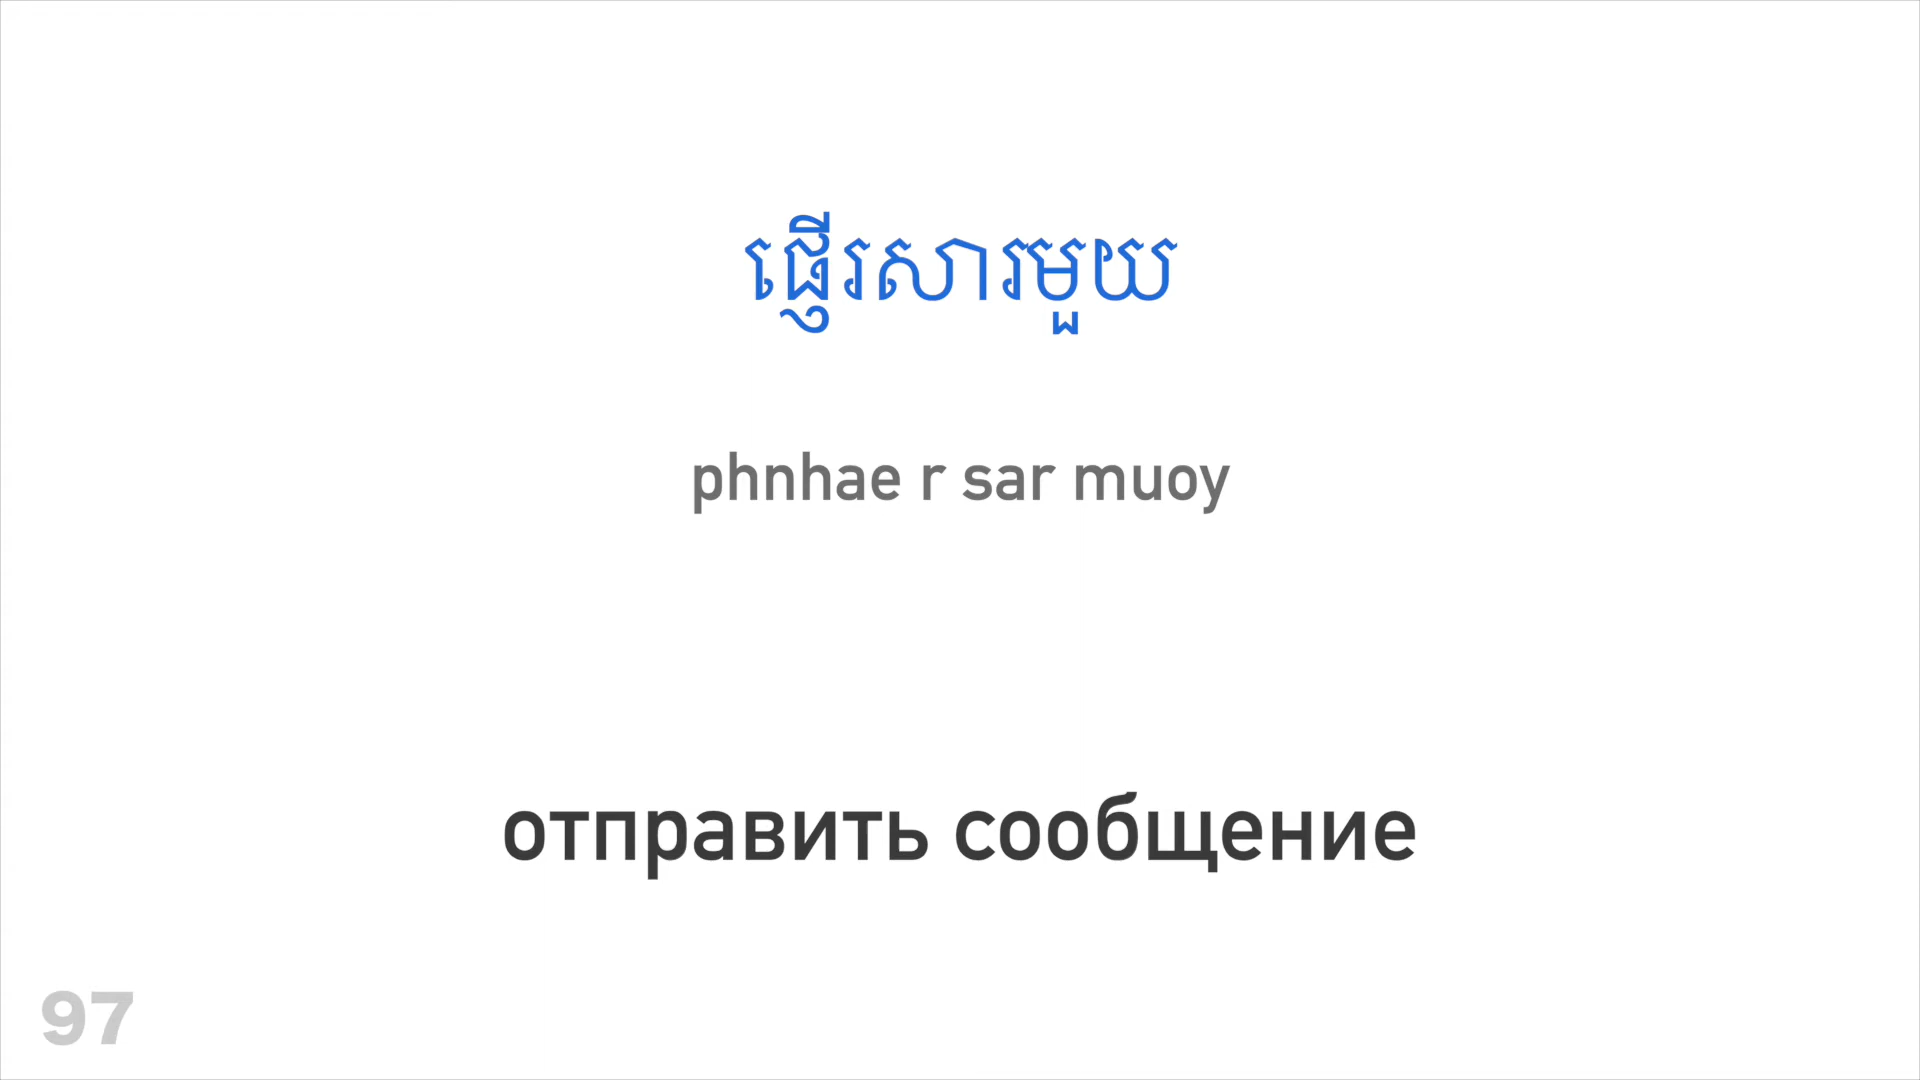 ផ្ញើរសារមួយ
phnhae r sar muoy
отправить сообщение
97